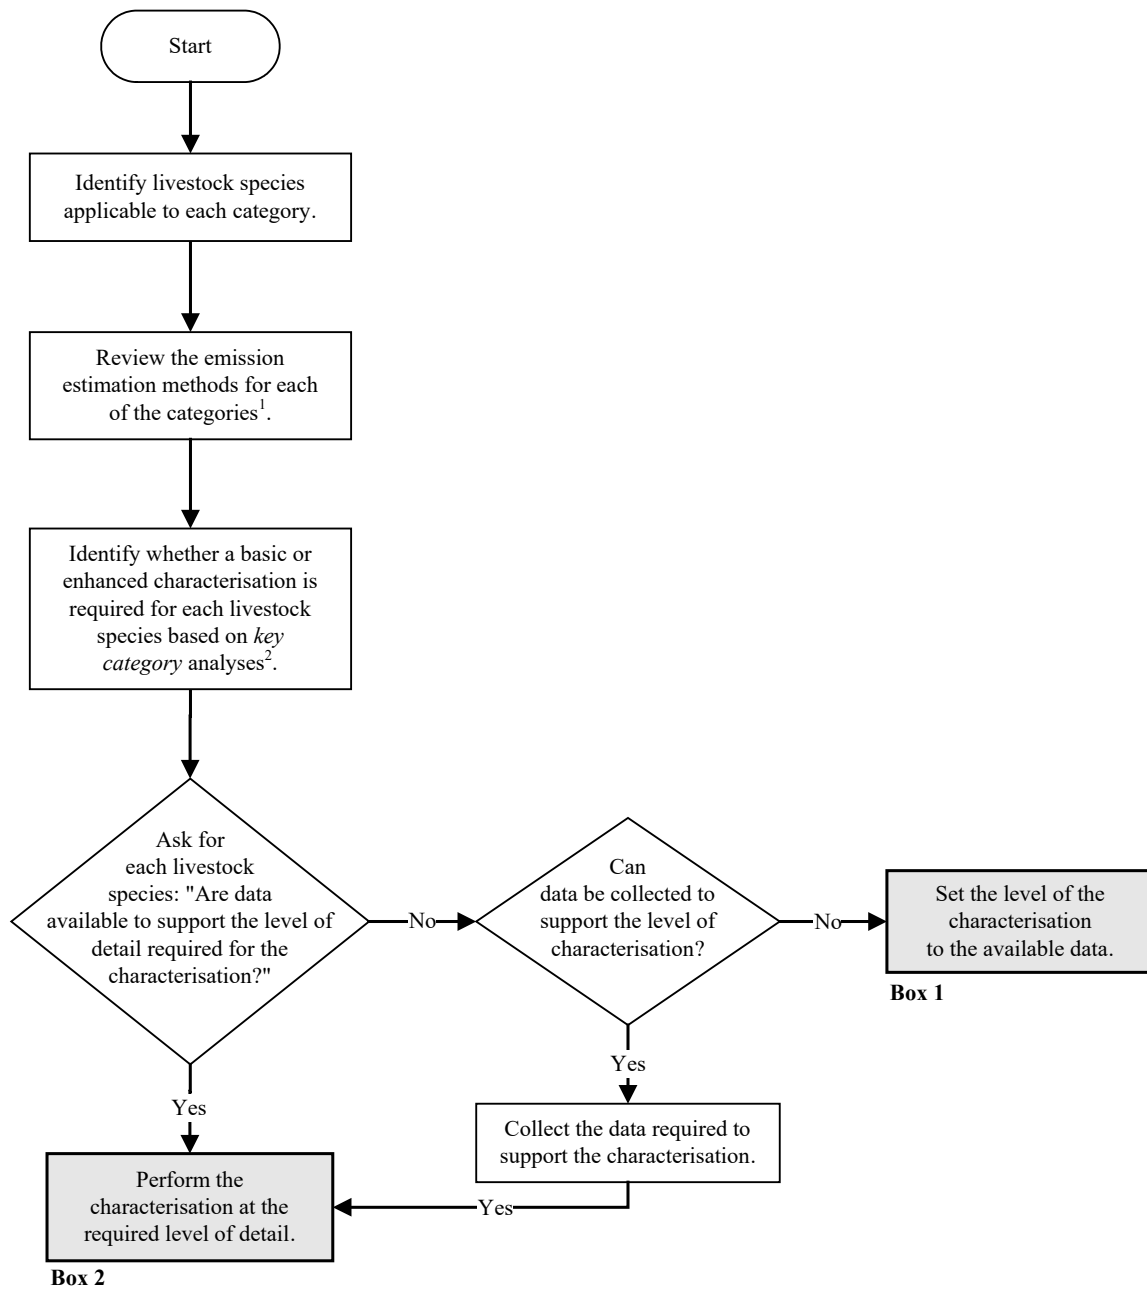 Start
Identify livestock species
applicable to each category.
Review the emission
estimation methods for each
of the categories¹.
Identify whether a basic or
enhanced characterisation is
required for each livestock
species based on key
category analyses².
Ask for
each livestock
species: "Are data
available to support the level of
detail required for the
characterisation?"
No
Can
data be collected to
support the level of
characterisation?
No
Set the level of the
characterisation
to the available data.
Box 1
Yes
Yes
Collect the data required to
support the characterisation.
Perform the
characterisation at the
required level of detail.
Yes
Box 2